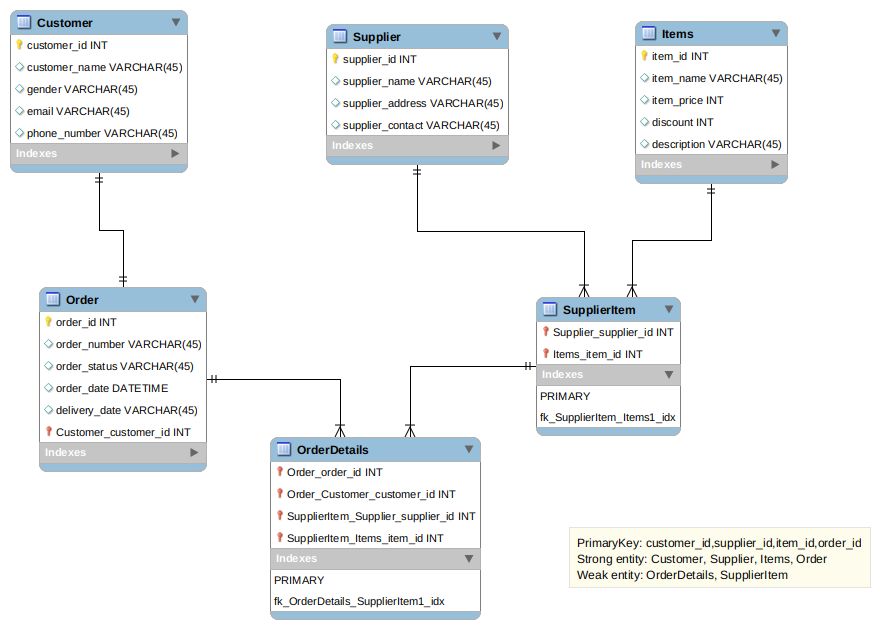 Customer
customer_id INT
customer_name VARCHAR(45)
gender VARCHAR(45)
email VARCHAR(45)
phone_number VARCHAR(45)
Indexes
Supplier
supplier_id INT
supplier_name VARCHAR(45)
supplier_address VARCHAR(45)
supplier_contact VARCHAR(45)
Indexes
Items
item_id INT
item_name VARCHAR(45)
item_price INT
discount INT
description VARCHAR(45)
Indexes
Order
order_id INT
order_number VARCHAR(45)
order_status VARCHAR(45)
order_date DATETIME
delivery_date VARCHAR(45)
Customer_customer_id INT
Indexes
SupplierItem
Supplier_supplier_id INT
Items_item_id INT
Indexes
PRIMARY
fk_SupplierItem_Items1_idx
OrderDetails
Order_order_id INT
Order_Customer_customer_id INT
SupplierItem_Supplier_supplier_id INT
SupplierItem_Items_item_id INT
Indexes
PRIMARY
fk_OrderDetails_SupplierItem1_idx
PrimaryKey: customer_id,supplier_id,item_id,order_id
Strong entity: Customer, Supplier, Items, Order
Weak entity: OrderDetails, SupplierItem